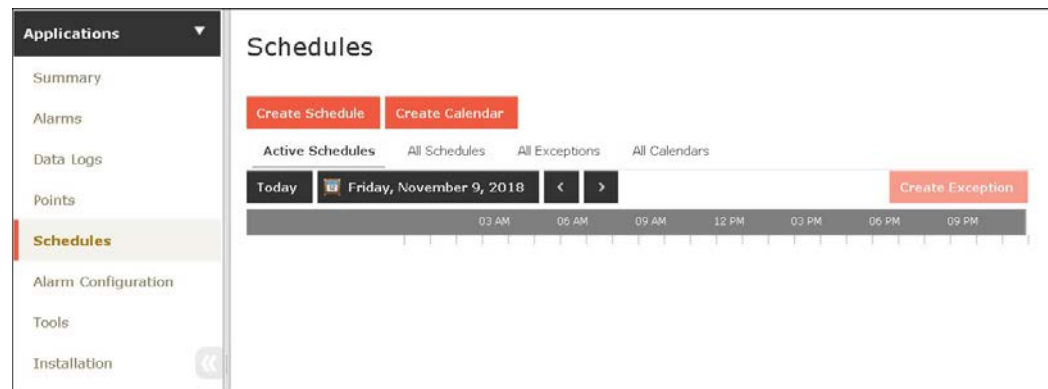 Applications
Summary
Alarms
Data Logs
Points
Schedules
Alarm Configuration
Tools
Installation
Schedules
Create Schedule Create Calendar
Active Schedules All Schedules All Exceptions All Calendars
Today Friday, November 9, 2018 < > Create Exception
03 AM 06 AM 09 AM 12 PM 03 PM 06 PM 09 PM